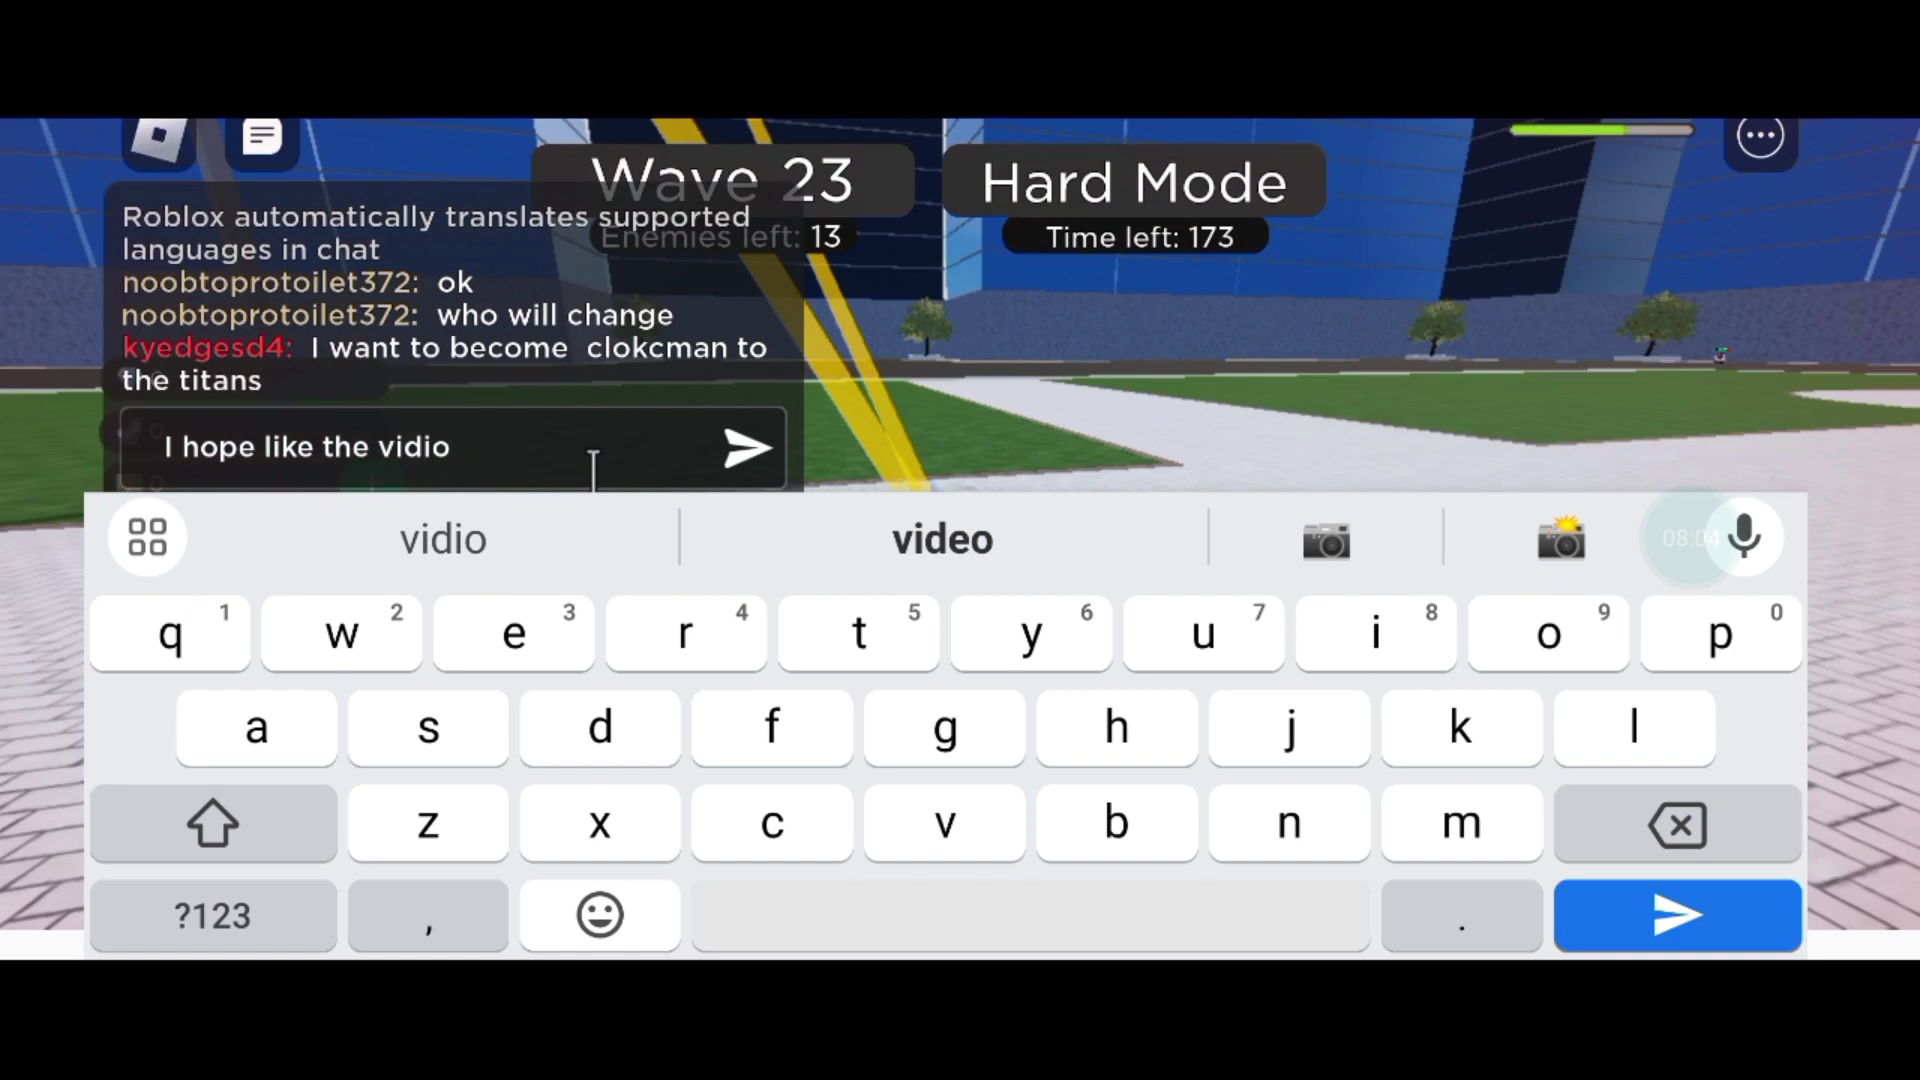 Wave 23
Hard Mode
Enemies left: 13
Time left: 173
Roblox automatically translates supported
languages in chat
noobtoprotoilet372: ok
noobtoprotoilet372: who will change
kyedgesd4: I want to become clokcman to
the titans
I hope like the vidio
vidio
video
08:04
q 1 w 2 e 3 r 4 t 5 y 6 u 7 i 8 o 9 p 0
a s d f g h j k l
z x c v b n m
?123 , .